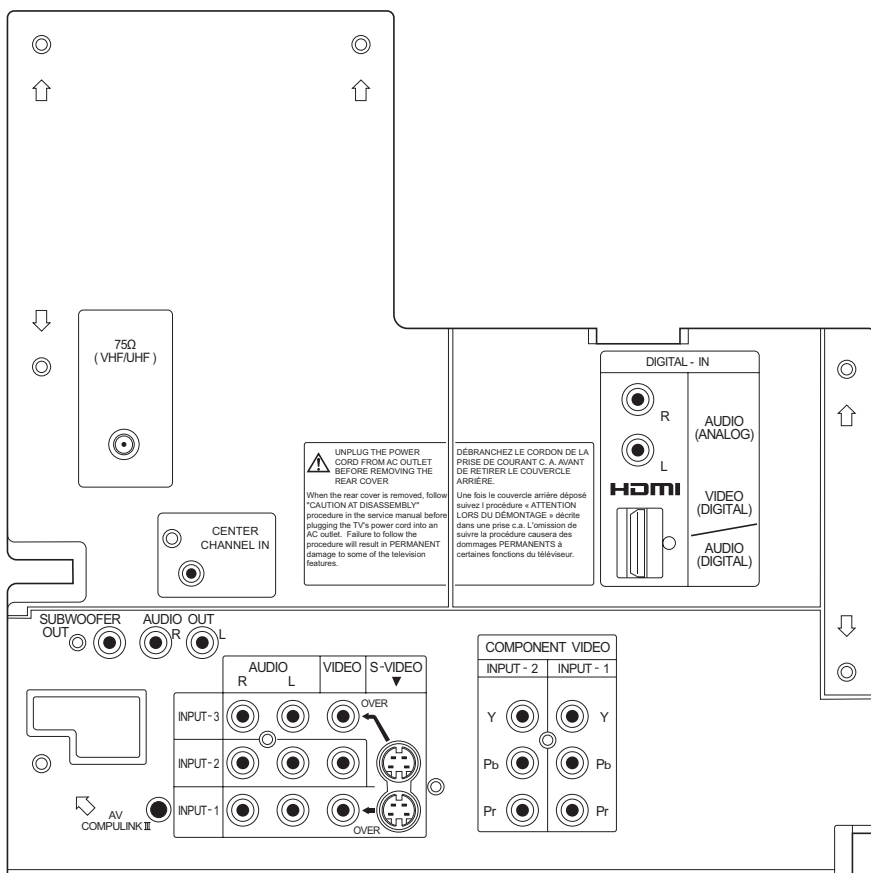 75Ω
( VHF/UHF )
DIGITAL - IN
R
L
AUDIO
(ANALOG)
HDMI
VIDEO
(DIGITAL)
AUDIO
(DIGITAL)
UNPLUG THE POWER
CORD FROM AC OUTLET
BEFORE REMOVING THE
REAR COVER
When the rear cover is removed, follow
"CAUTION AT DISASSEMBLY"
procedure in the service manual before
plugging the TV's power cord into an
AC outlet. Failure to follow the
procedure will result in PERMANENT
damage to some of the television
features.
DÉBRANCHEZ LE CORDON DE LA
PRISE DE COURANT C. A. AVANT
DE RETIRER LE COUVERCLE
ARRIÈRE.
Une fois le couvercle arrière déposé
suivez l procédure « ATTENTION
LORS DU DÉMONTAGE » décrite
dans une prise c.a. L'omission de
suivre la procédure causera des
dommages PERMANENTS à
certaines fonctions du téléviseur.
CENTER
CHANNEL IN
SUBWOOFER
OUT
AUDIO OUT
R
L
AUDIO
R L
VIDEO
S-VIDEO
▼
INPUT-3
OVER
INPUT-2
INPUT-1
OVER
AV
COMPULINK III
COMPONENT VIDEO
INPUT - 2 INPUT - 1
Y Y
Pb Pb
Pr Pr